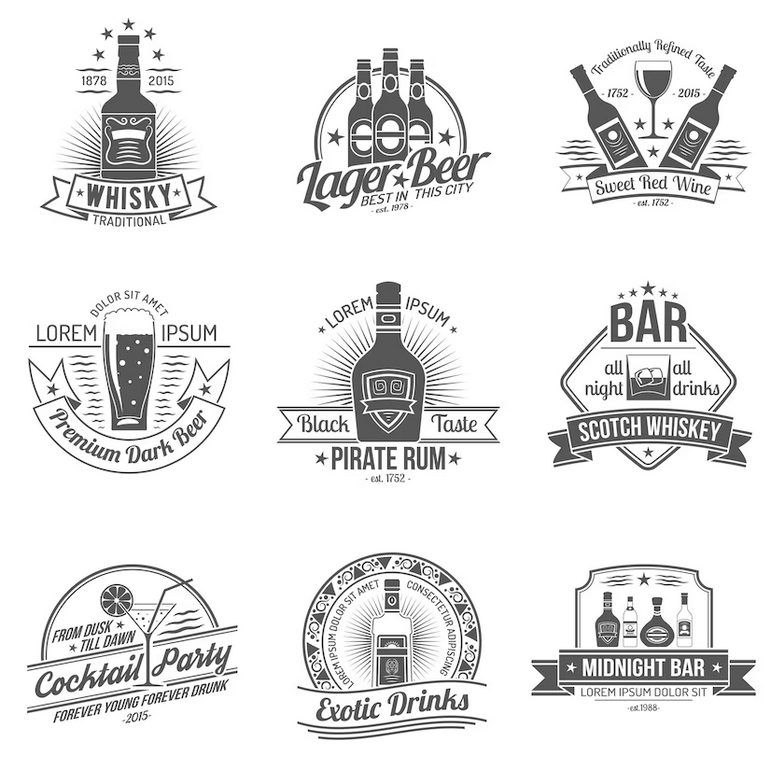 1878 2015
WHISKY
TRADITIONAL
Lager Beer
BEST IN THIS CITY
- est. 1978 -
Traditionally Refined Taste
- 1752 - - 2015 -
Sweet Red Wine
- est. 1752 -
DOLOR SIT AMET
LOREM IPSUM
Premium Dark Beer
LOREM IPSUM
Black Taste
PIRATE RUM
- est. 1752 -
BAR
all all
night drinks
SCOTCH WHISKEY
FROM DUSK
TILL DAWN
Cocktail Party
FOREVER YOUNG FOREVER DRUNK
-2015-
LOREM IPSUM DOLOR SIT AMET CONSECTETUR ADIPISCING
Exotic Drinks
MIDNIGHT BAR
LOREM IPSUM DOLOR SIT
-est.1988-